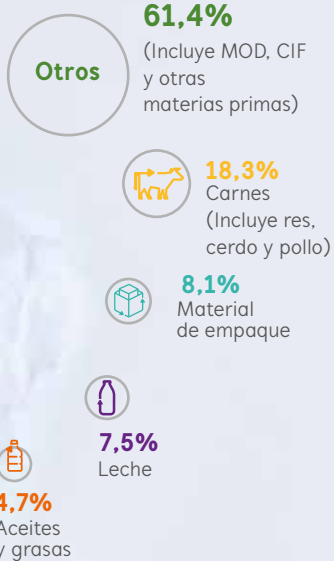 61,4%
Otros
(Incluye MOD, CIF
y otras
materias primas)
18,3%
Carnes
(Incluye res,
cerdo y pollo)
8,1%
Material
de empaque
7,5%
Leche
4,7%
Aceites
y grasas